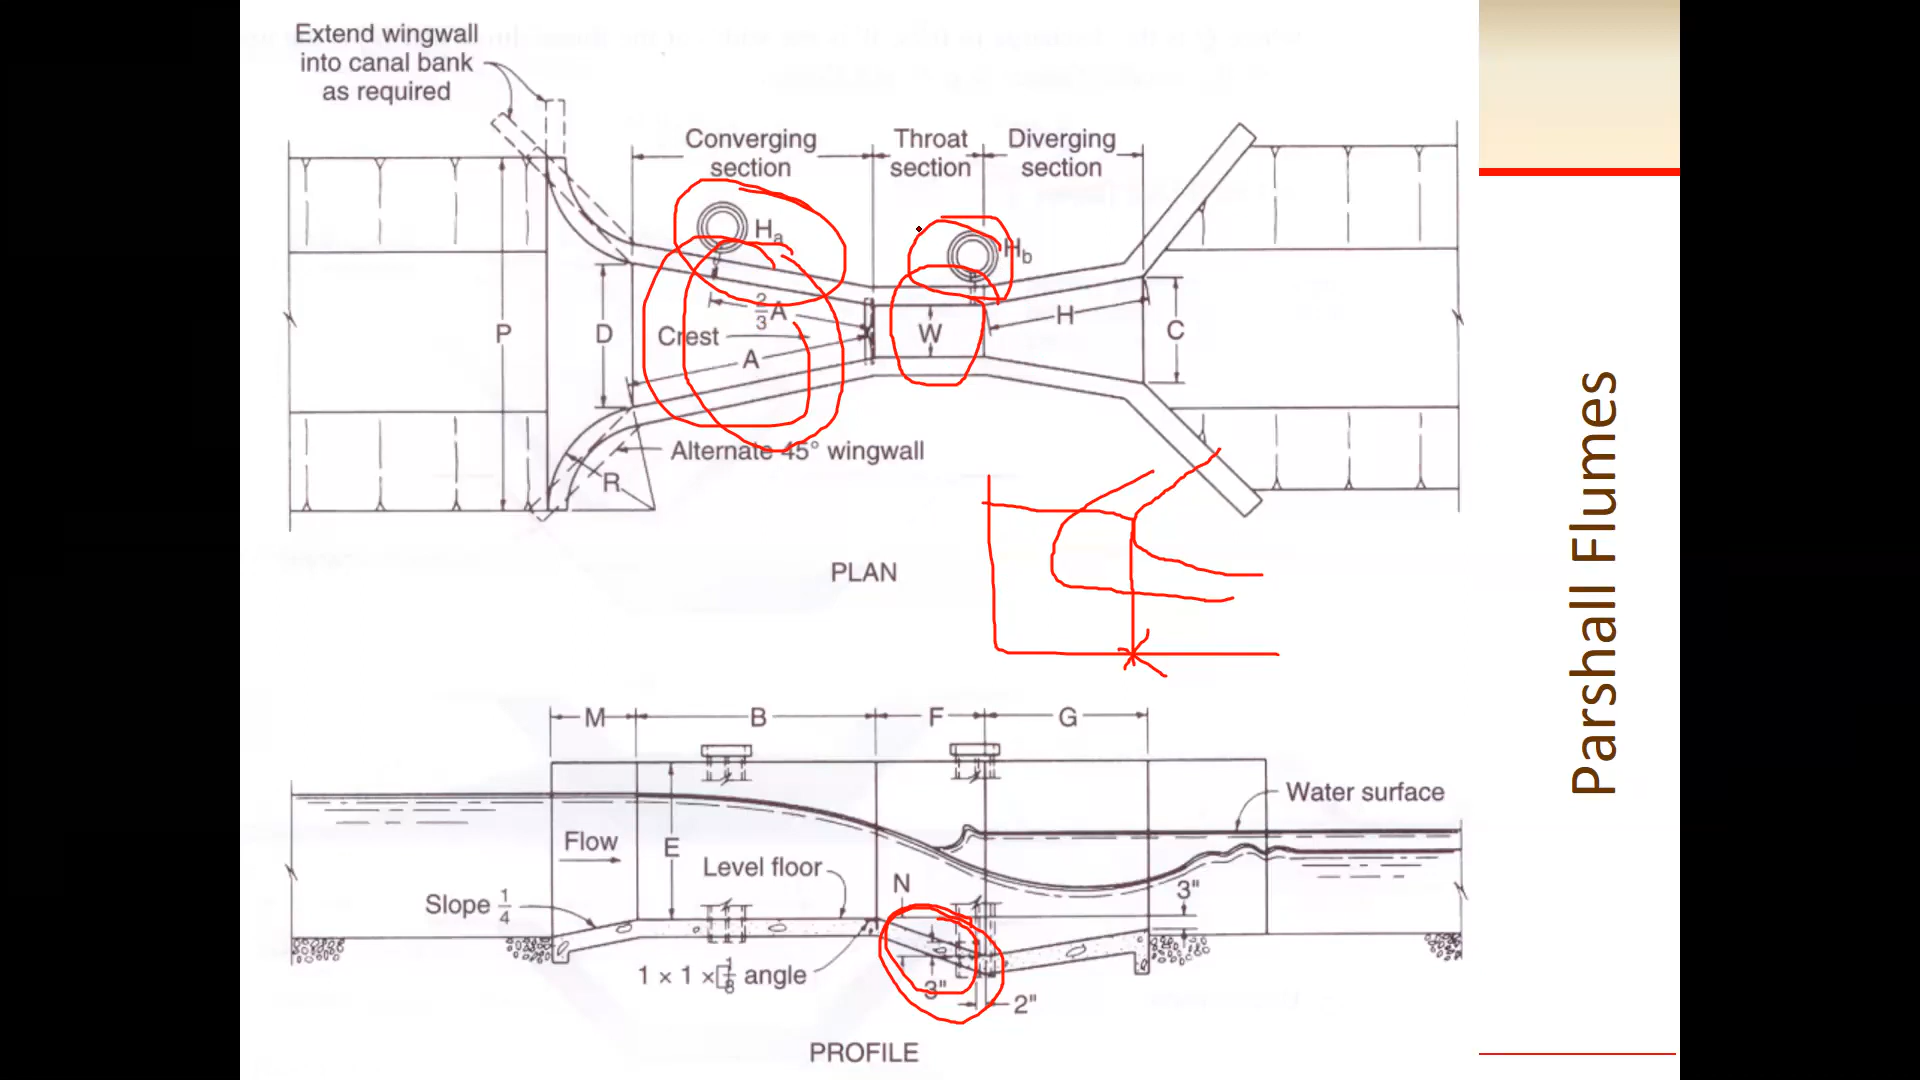 Extend wingwall
into canal bank
as required
Converging
section
Throat
section
Diverging
section
Ha
Hb
P
D
2/3 A
Crest
A
W
H
C
Alternate 45° wingwall
R
PLAN
M
B
F
G
Water surface
Flow
E
Level floor
N
3"
Slope 1/4
1 × 1 × 1/8 angle
3"
2"
PROFILE
Parshall Flumes